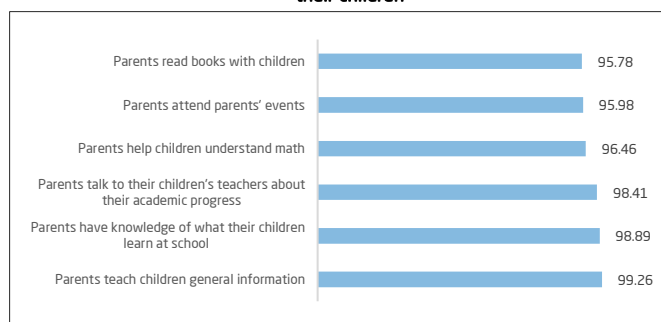 their children
Parents read books with children
95.78
Parents attend parents' events
95.98
Parents help children understand math
96.46
Parents talk to their children's teachers about
their academic progress
98.41
Parents have knowledge of what their children
learn at school
98.89
Parents teach children general information
99.26